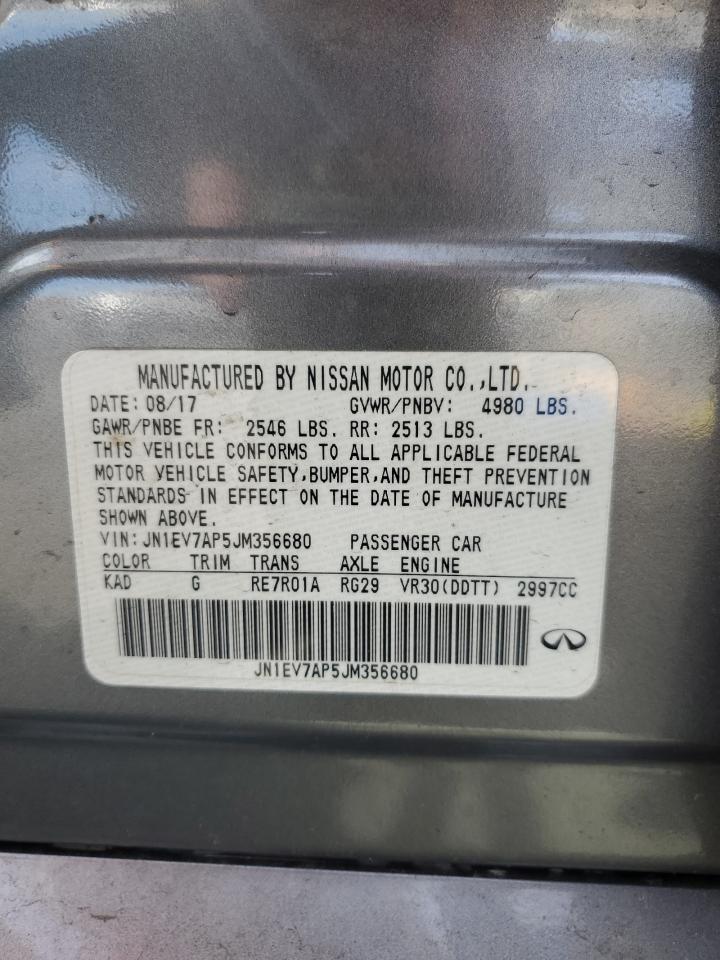 MANUFACTURED BY NISSAN MOTOR CO.,LTD.
DATE: 08/17 GVWR/PNBV: 4980 LBS.
GAWR/PNBE FR: 2546 LBS. RR: 2513 LBS.
THIS VEHICLE CONFORMS TO ALL APPLICABLE FEDERAL
MOTOR VEHICLE SAFETY,BUMPER,AND THEFT PREVENTION
STANDARDS IN EFFECT ON THE DATE OF MANUFACTURE
SHOWN ABOVE.
VIN: JN1EV7AP5JM356680 PASSENGER CAR
COLOR TRIM TRANS AXLE ENGINE
KAD G RE7R01A RG29 VR30(DDTT) 2997CC
JN1EV7AP5JM356680